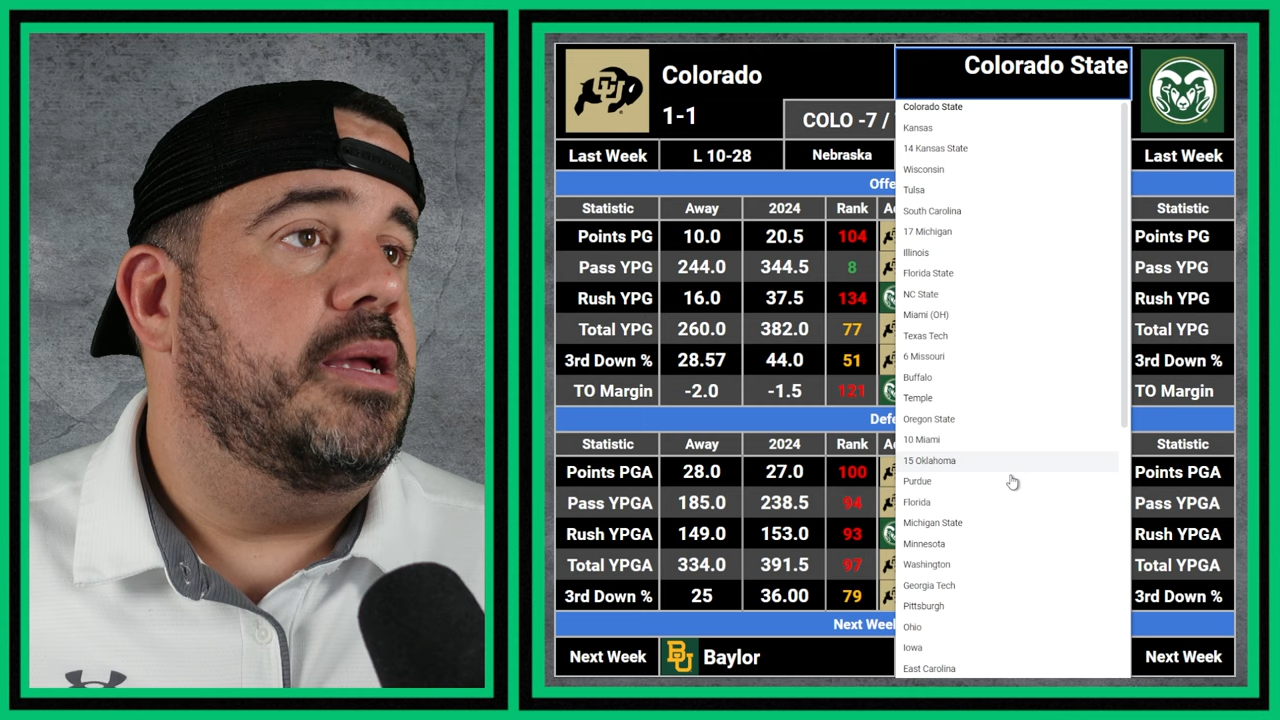 Colorado
1-1
COLO -7 /
Colorado State
Last Week L 10-28 Nebraska
Last Week
Offe
Statistic Away 2024 Rank
Statistic
Points PG 10.0 20.5 104
Points PG
Pass YPG 244.0 344.5 8
Pass YPG
Rush YPG 16.0 37.5 134
Rush YPG
Total YPG 260.0 382.0 77
Total YPG
3rd Down % 28.57 44.0 51
3rd Down %
TO Margin -2.0 -1.5 121
TO Margin
Defe
Statistic Away 2024 Rank
Statistic
Points PGA 28.0 27.0 100
Points PGA
Pass YPGA 185.0 238.5 94
Pass YPGA
Rush YPGA 149.0 153.0 93
Rush YPGA
Total YPGA 334.0 391.5 97
Total YPGA
3rd Down % 25 36.00 79
3rd Down %
Next Week
Next Week BU Baylor
Next Week
Colorado State
Kansas
14 Kansas State
Wisconsin
Tulsa
South Carolina
17 Michigan
Illinois
Florida State
NC State
Miami (OH)
Texas Tech
6 Missouri
Buffalo
Temple
Oregon State
10 Miami
15 Oklahoma
Purdue
Florida
Michigan State
Minnesota
Washington
Georgia Tech
Pittsburgh
Ohio
Iowa
East Carolina